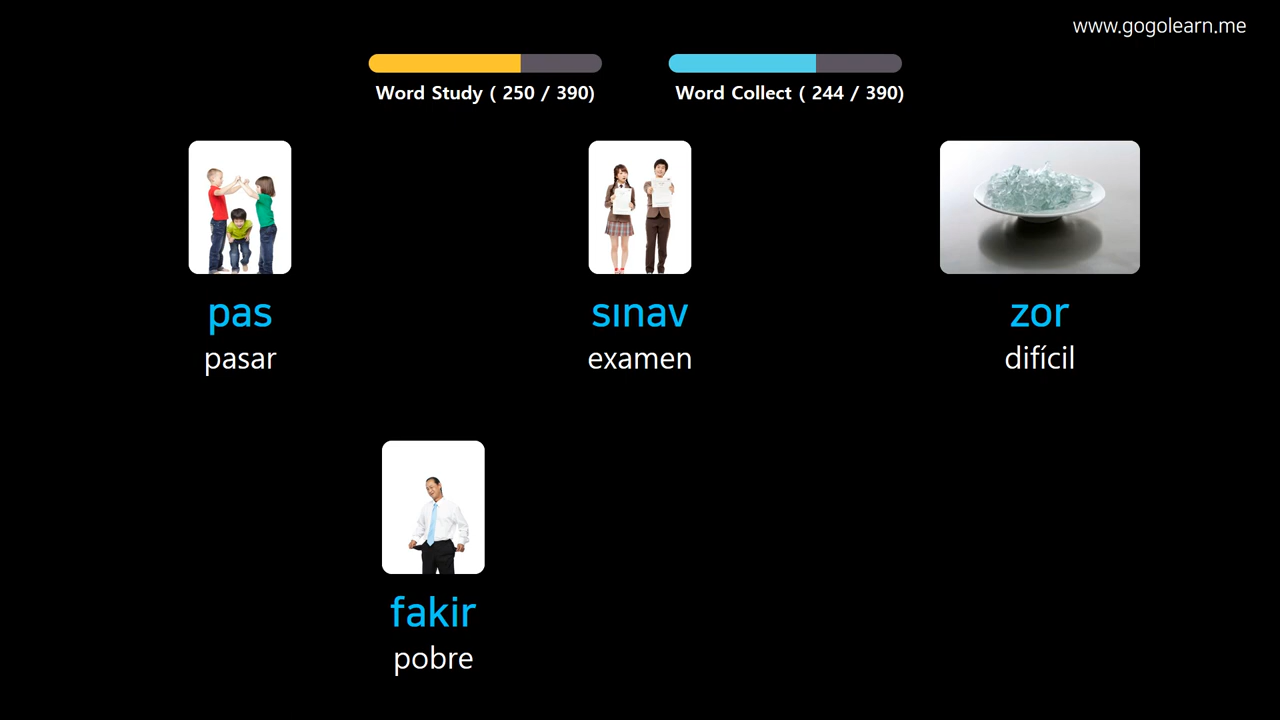 www.gogolearn.me
Word Study ( 250 / 390)
Word Collect ( 244 / 390)
pas
pasar
sınav
examen
zor
difícil
fakir
pobre